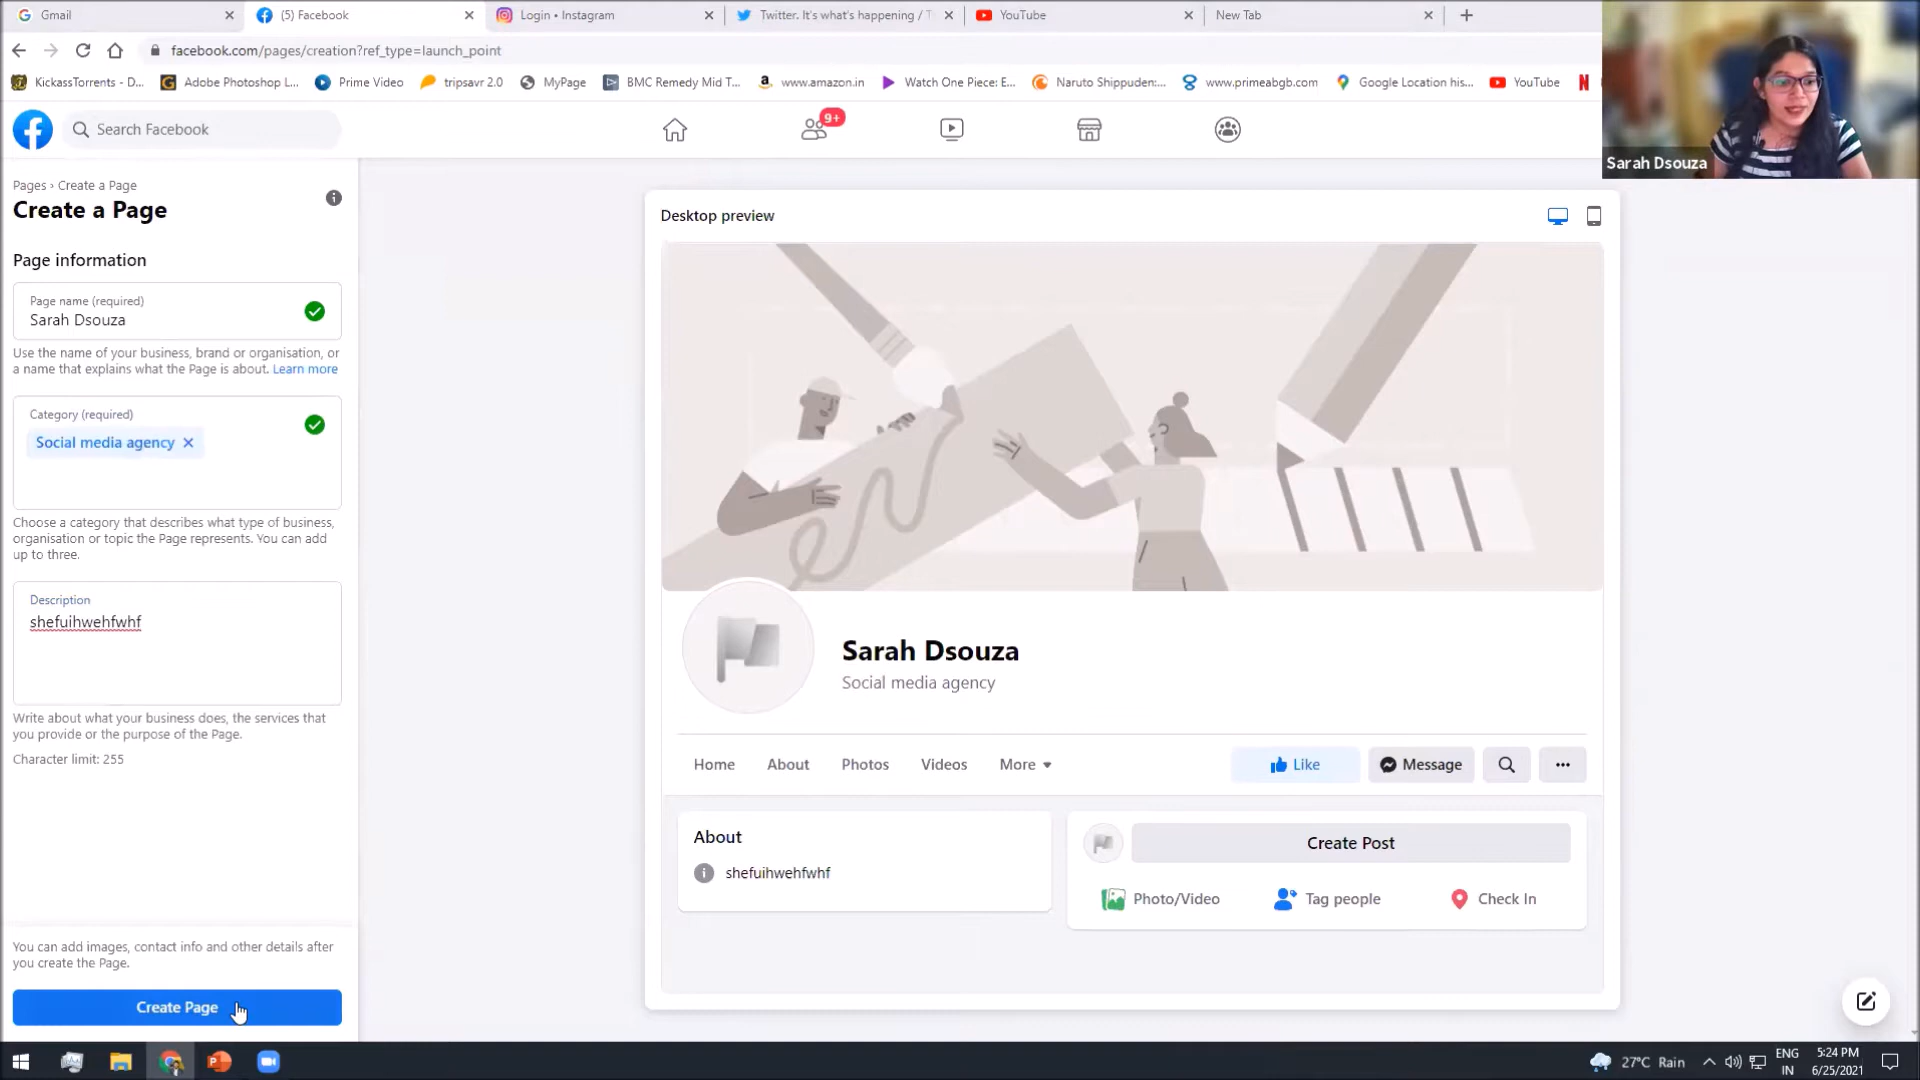 Gmail
(5) Facebook
Login • Instagram
Twitter. It's what's happening / T
YouTube
New Tab
facebook.com/pages/creation?ref_type=launch_point
KickassTorrents - D...
Adobe Photoshop L...
Prime Video
tripsavr 2.0
MyPage
BMC Remedy Mid T...
www.amazon.in
Watch One Piece: E...
Naruto Shippuden:...
www.primeabgb.com
Google Location his...
YouTube
Search Facebook
9+
Sarah Dsouza
Pages › Create a Page
Create a Page
Page information
Page name (required)
Sarah Dsouza
Use the name of your business, brand or organisation, or
a name that explains what the Page is about. Learn more
Category (required)
Social media agency
Choose a category that describes what type of business,
organisation or topic the Page represents. You can add
up to three.
Description
shefuihwehfwhf
Write about what your business does, the services that
you provide or the purpose of the Page.
Character limit: 255
You can add images, contact info and other details after
you create the Page.
Create Page
Desktop preview
Sarah Dsouza
Social media agency
Home
About
Photos
Videos
More
Like
Message
About
shefuihwehfwhf
Create Post
Photo/Video
Tag people
Check In
27°C Rain
ENG
IN
5:24 PM
6/25/2021